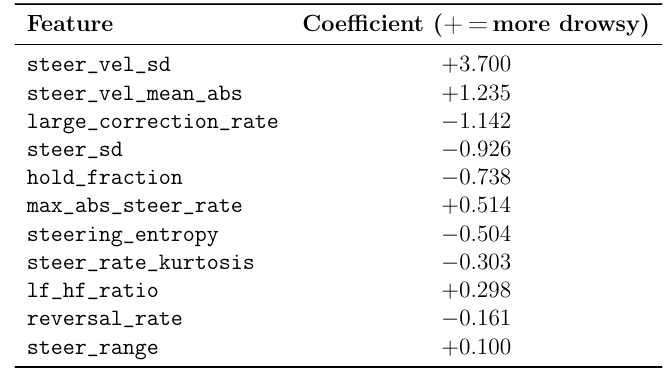 Feature Coefficient (+ = more drowsy)
steer_vel_sd +3.700
steer_vel_mean_abs +1.235
large_correction_rate −1.142
steer_sd −0.926
hold_fraction −0.738
max_abs_steer_rate +0.514
steering_entropy −0.504
steer_rate_kurtosis −0.303
lf_hf_ratio +0.298
reversal_rate −0.161
steer_range +0.100